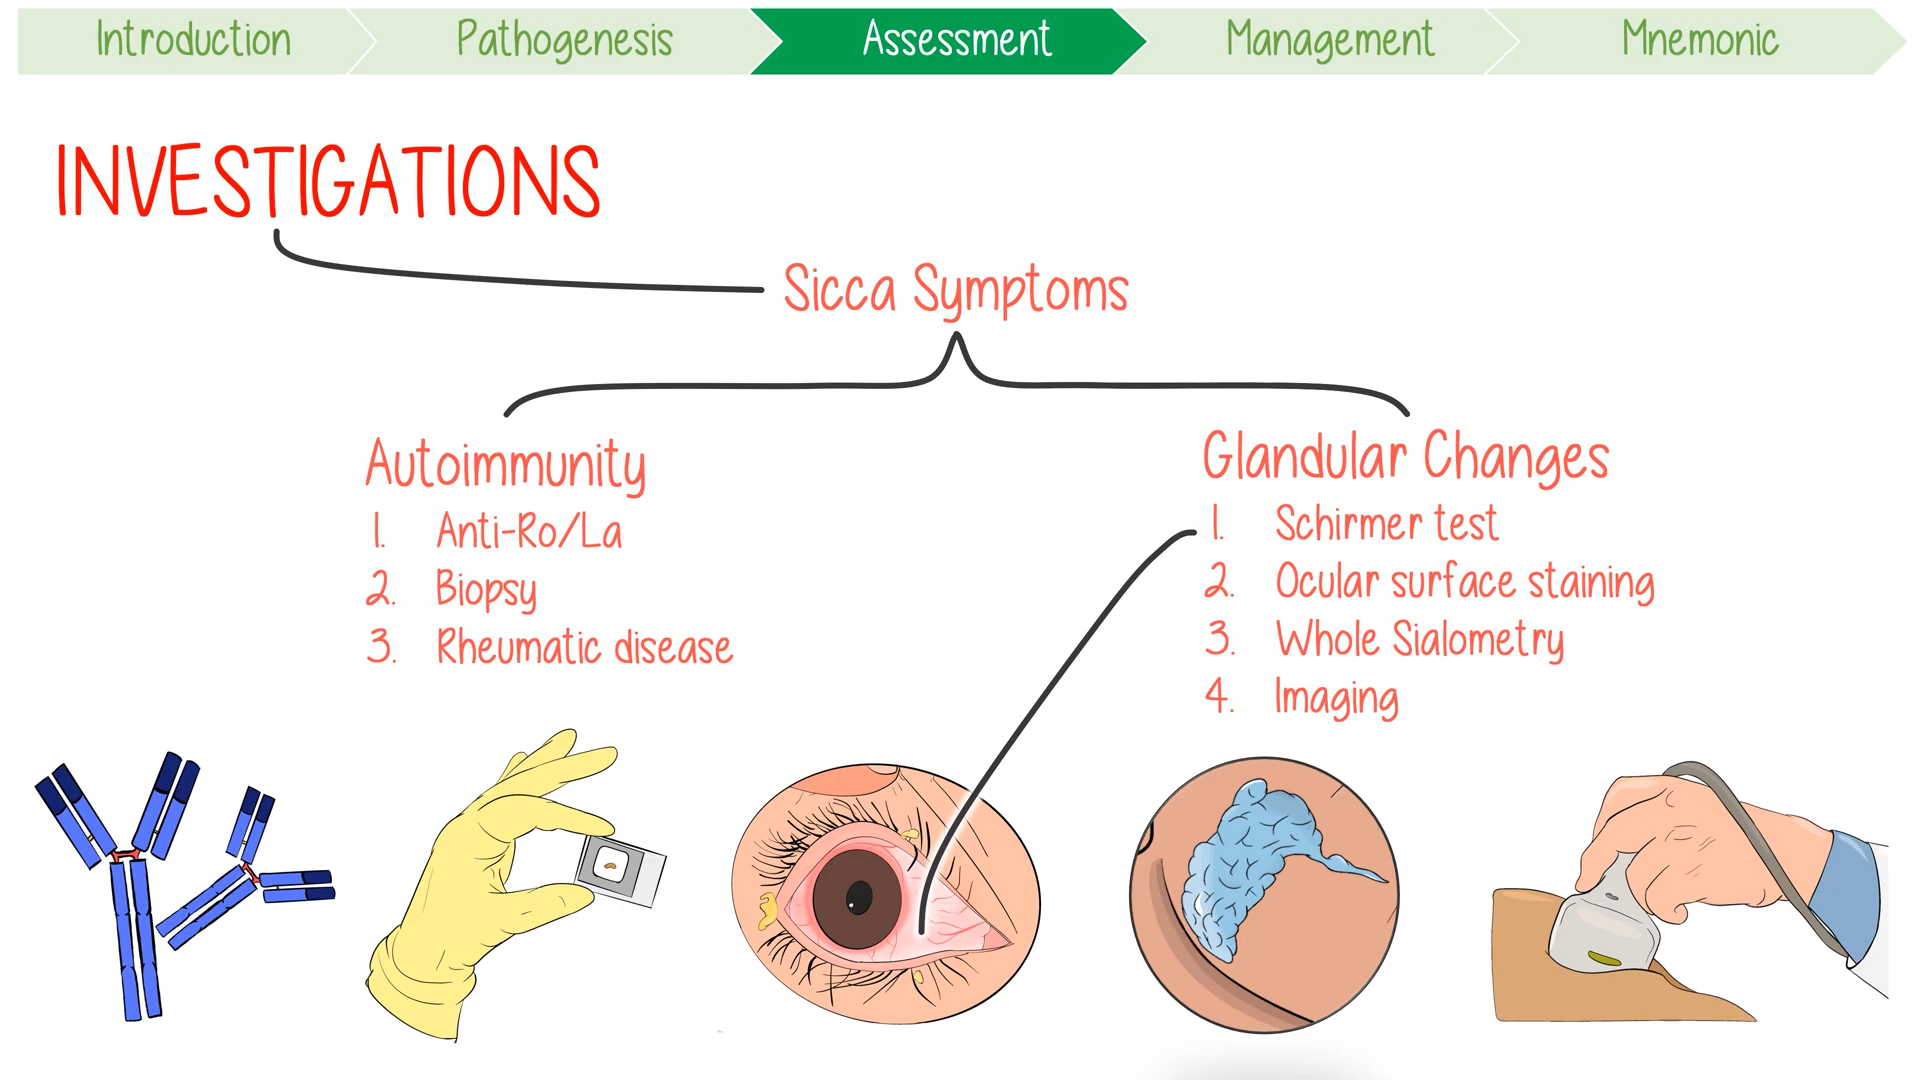 Introduction
Pathogenesis
Assessment
Management
Mnemonic
INVESTIGATIONS
Sicca Symptoms
Autoimmunity
1. Anti-Ro/La
2. Biopsy
3. Rheumatic disease
Glandular Changes
1. Schirmer test
2. Ocular surface staining
3. Whole Sialometry
4. Imaging